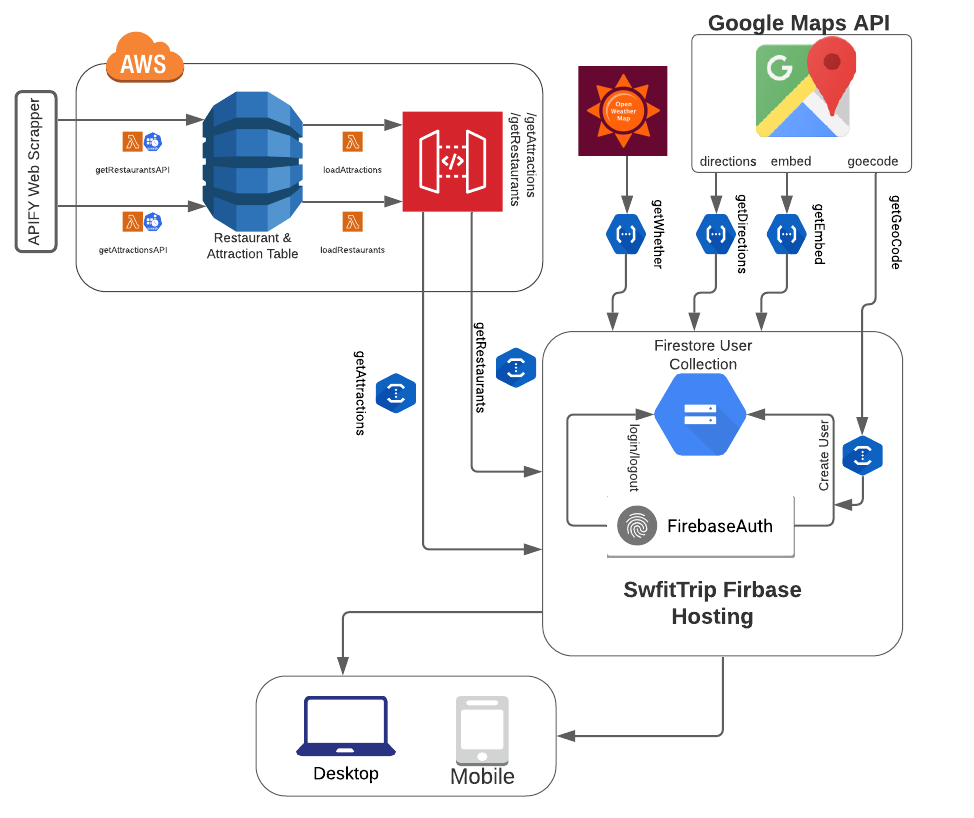 Google Maps API
AWS
G
Open
Weather
Map
directions
embed
goecode
APIFY Web Scrapper
getRestaurantsAPI
getAttractionsAPI
Restaurant &
Attraction Table
loadAttractions
loadRestaurants
</>
/getAttractions
/getRestaurants
getWhether
getDirections
getEmbed
getGeoCode
getAttractions
getRestaurants
Firestore User
Collection
login/logout
Create User
FirebaseAuth
SwfitTrip Firbase
Hosting
Desktop
Mobile